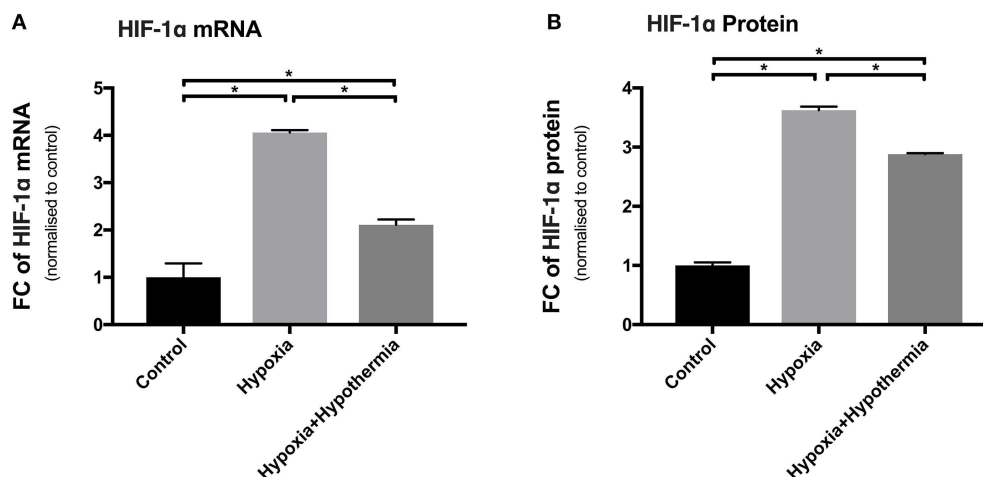 A
HIF-1α mRNA
FC of HIF-1α mRNA
(normalised to control)
5
4
3
2
1
0
*
*
*
Control
Hypoxia
Hypoxia+Hypothermia
B
HIF-1α Protein
FC of HIF-1α protein
(normalised to control)
4
3
2
1
0
*
*
*
Control
Hypoxia
Hypoxia+Hypothermia